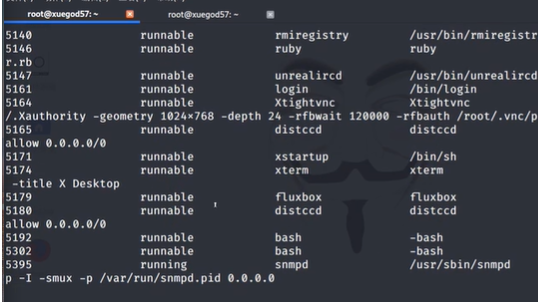 root@xuegod57: ~ root@xuegod57: ~
5140 runnable rmiregistry /usr/bin/rmiregistr
5146 runnable ruby ruby
r.rb
5147 runnable unrealircd /usr/bin/unrealircd
5161 runnable login /bin/login
5164 runnable Xtightvnc Xtightvnc
/.Xauthority -geometry 1024×768 -depth 24 -rfbwait 120000 -rfbauth /root/.vnc/p
5165 runnable distccd distccd
allow 0.0.0.0/0
5171 runnable xstartup /bin/sh
5174 runnable xterm xterm
-title X Desktop
5179 runnable fluxbox fluxbox
5180 runnable distccd distccd
allow 0.0.0.0/0
5192 runnable bash -bash
5302 runnable bash -bash
5395 running snmpd /usr/sbin/snmpd
p -I -smux -p /var/run/snmpd.pid 0.0.0.0